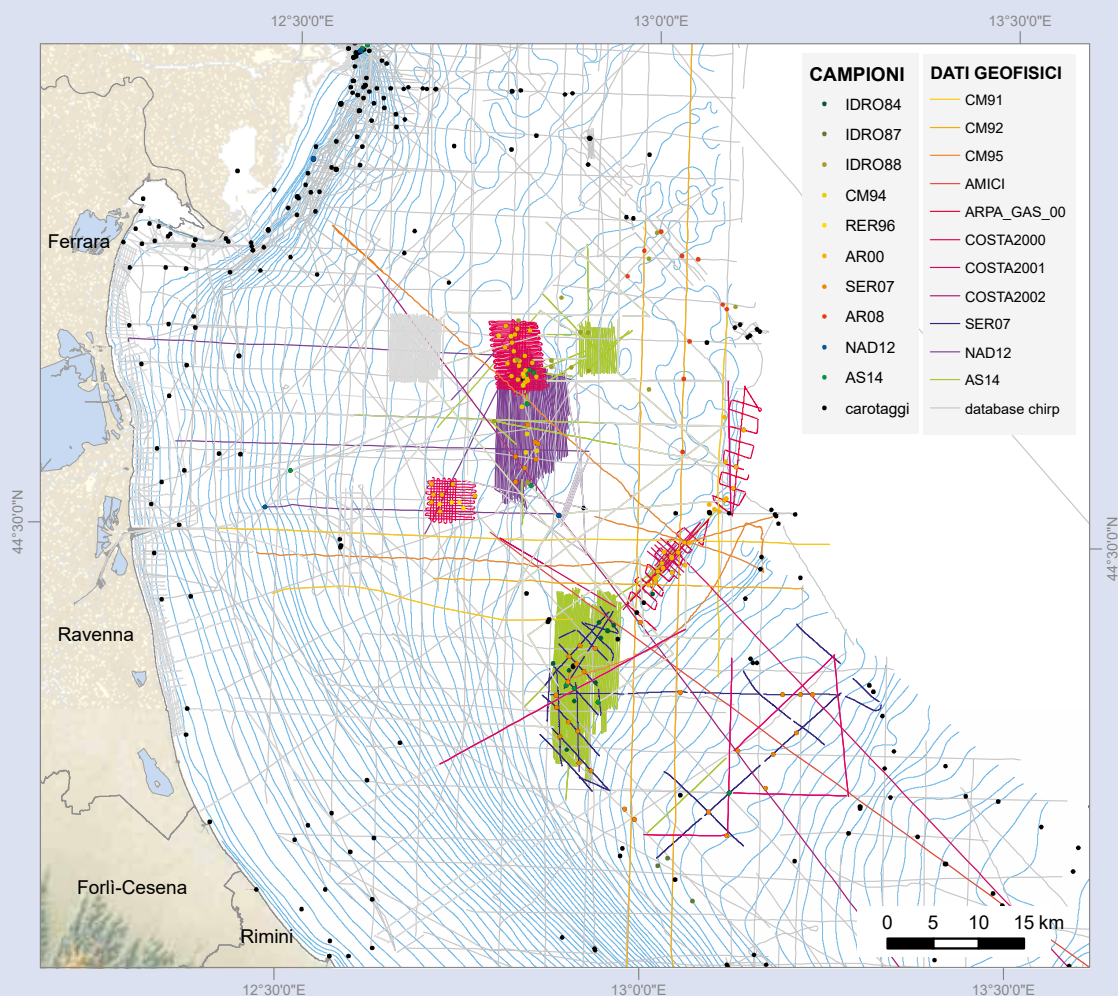 12°30'0"E
13°0'0"E
13°30'0"E
CAMPIONI
IDRO84
IDRO87
IDRO88
CM94
RER96
AR00
SER07
AR08
NAD12
AS14
carotaggi
DATI GEOFISICI
CM91
CM92
CM95
AMICI
ARPA_GAS_00
COSTA2000
COSTA2001
COSTA2002
SER07
NAD12
AS14
database chirp
Ferrara
44°30'0"N
44°30'0"N
Ravenna
Forlì-Cesena
Rimini
0 5 10 15 km
12°30'0"E
13°0'0"E
13°30'0"E